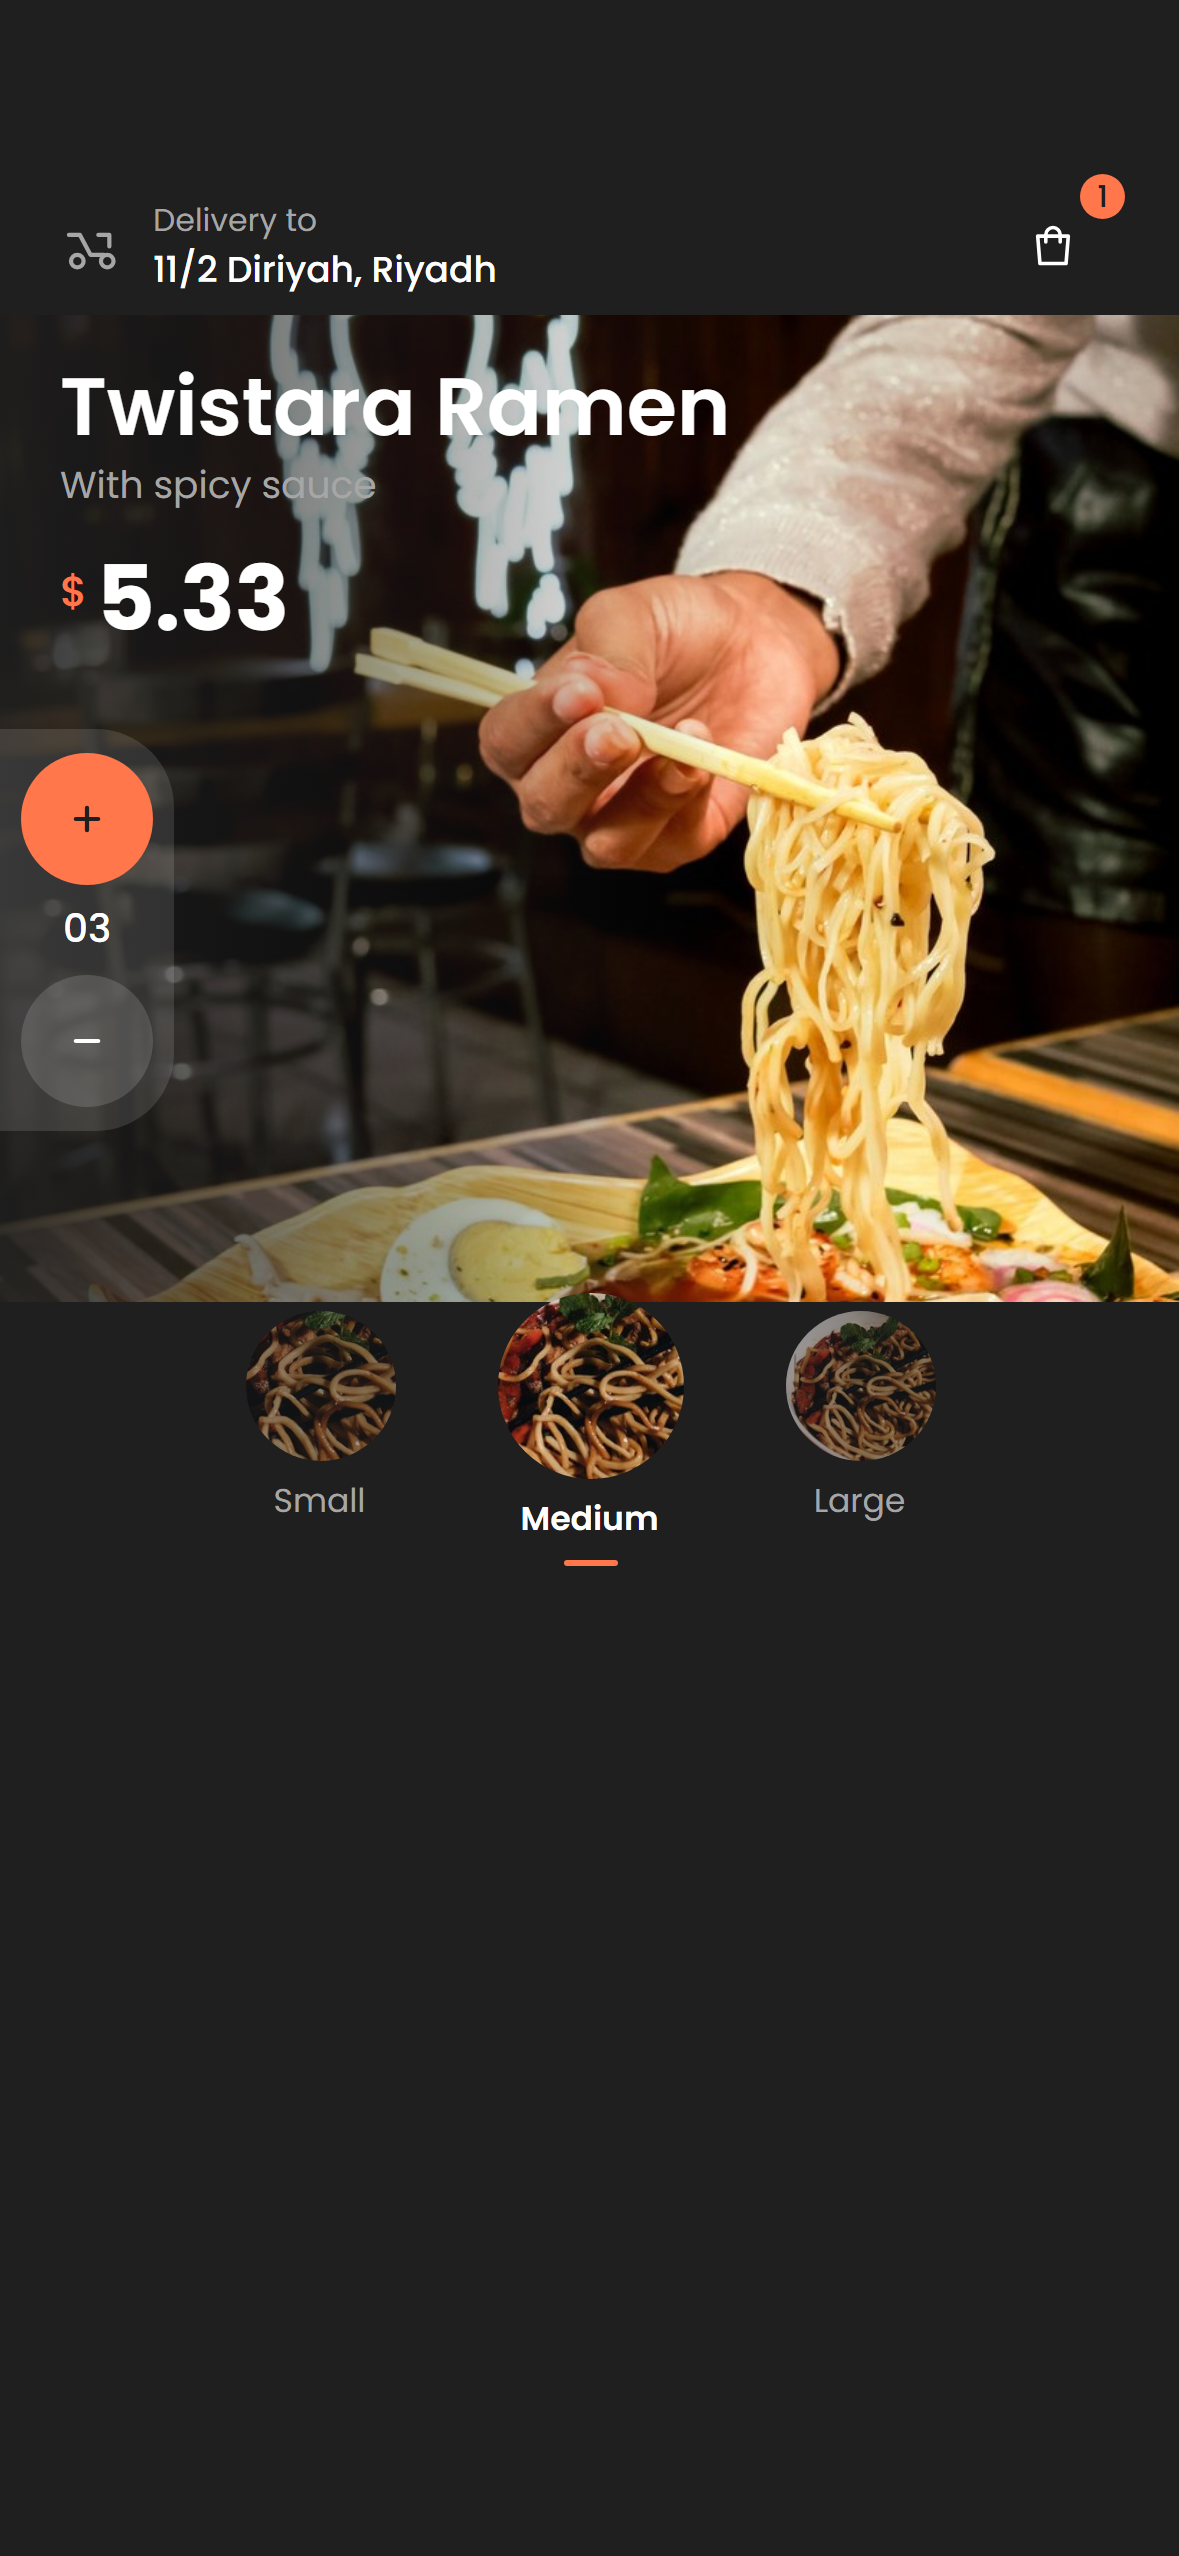 1
Delivery to
11/2 Diriyah, Riyadh
Twistara Ramen
With spicy sauce
$ 5.33
+
03
−
Small
Medium
Large